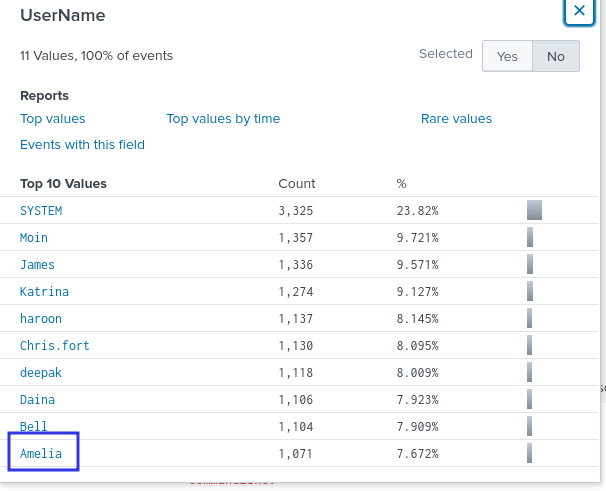 UserName
11 Values, 100% of events
Selected Yes No
Reports
Top values Top values by time Rare values
Events with this field
Top 10 Values Count %
SYSTEM 3,325 23.82%
Moin 1,357 9.721%
James 1,336 9.571%
Katrina 1,274 9.127%
haroon 1,137 8.145%
Chris.fort 1,130 8.095%
deepak 1,118 8.009%
Daina 1,106 7.923%
Bell 1,104 7.909%
Amelia 1,071 7.672%